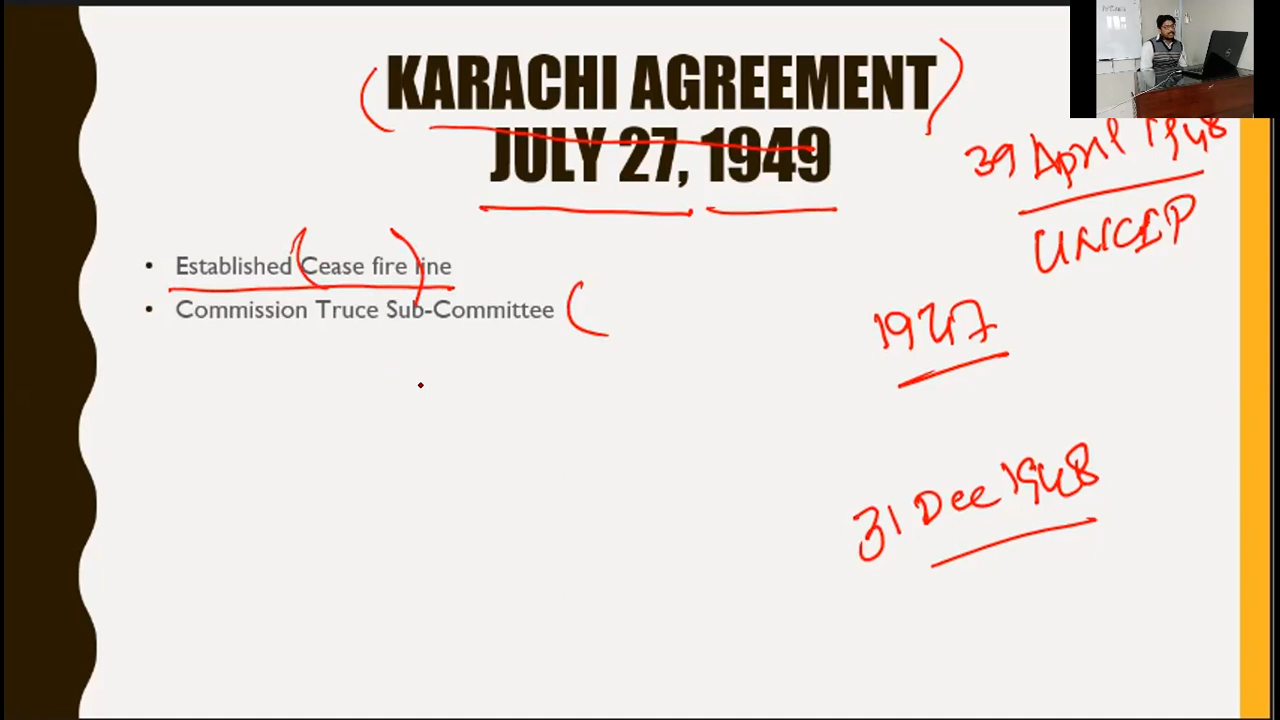 KARACHI AGREEMENT
JULY 27, 1949
39 April 1948
UNCIP
• Established Cease fire line
• Commission Truce Sub-Committee
1947
31 Dec 1948